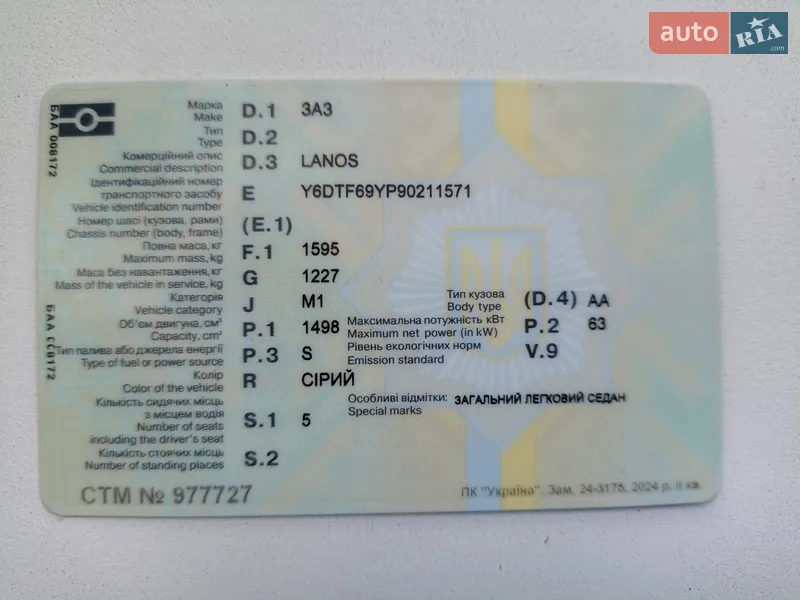 auto RIA .com
БАА 008172
Марка D.1 ЗАЗ
Make
Тип D.2
Type
Комерційний опис D.3 LANOS
Commercial description
Ідентифікаційний номер
транспортного засобу E Y6DTF69YP90211571
Vehicle identification number
Номер шасі (кузова, рами) (E.1)
Chassis number (body, frame)
Повна маса, кг F.1 1595
Maximum mass, kg
Маса без навантаження, кг G 1227
Mass of the vehicle in service, kg
Категорія J M1 Тип кузова (D.4) AA
Vehicle category Body type
Об'єм двигуна, см³ P.1 1498 Максимальна потужність кВт P.2 63
Capacity, cm³ Maximum net power (in kW)
Тип палива або джерела енергії P.3 S Рівень екологічних норм V.9
Type of fuel or power source Emission standard
БАА 008172
Колір R СІРИЙ
Color of the vehicle
Кількість сидячих місць Особливі відмітки: ЗАГАЛЬНИЙ ЛЕГКОВИЙ СЕДАН
з місцем водія S.1 5 Special marks
Number of seats
including the driver's seat
Кількість стоячих місць S.2
Number of standing places
СТМ № 977727
ПК "Україна". Зам. 24-3176. 2024 р. II кв.